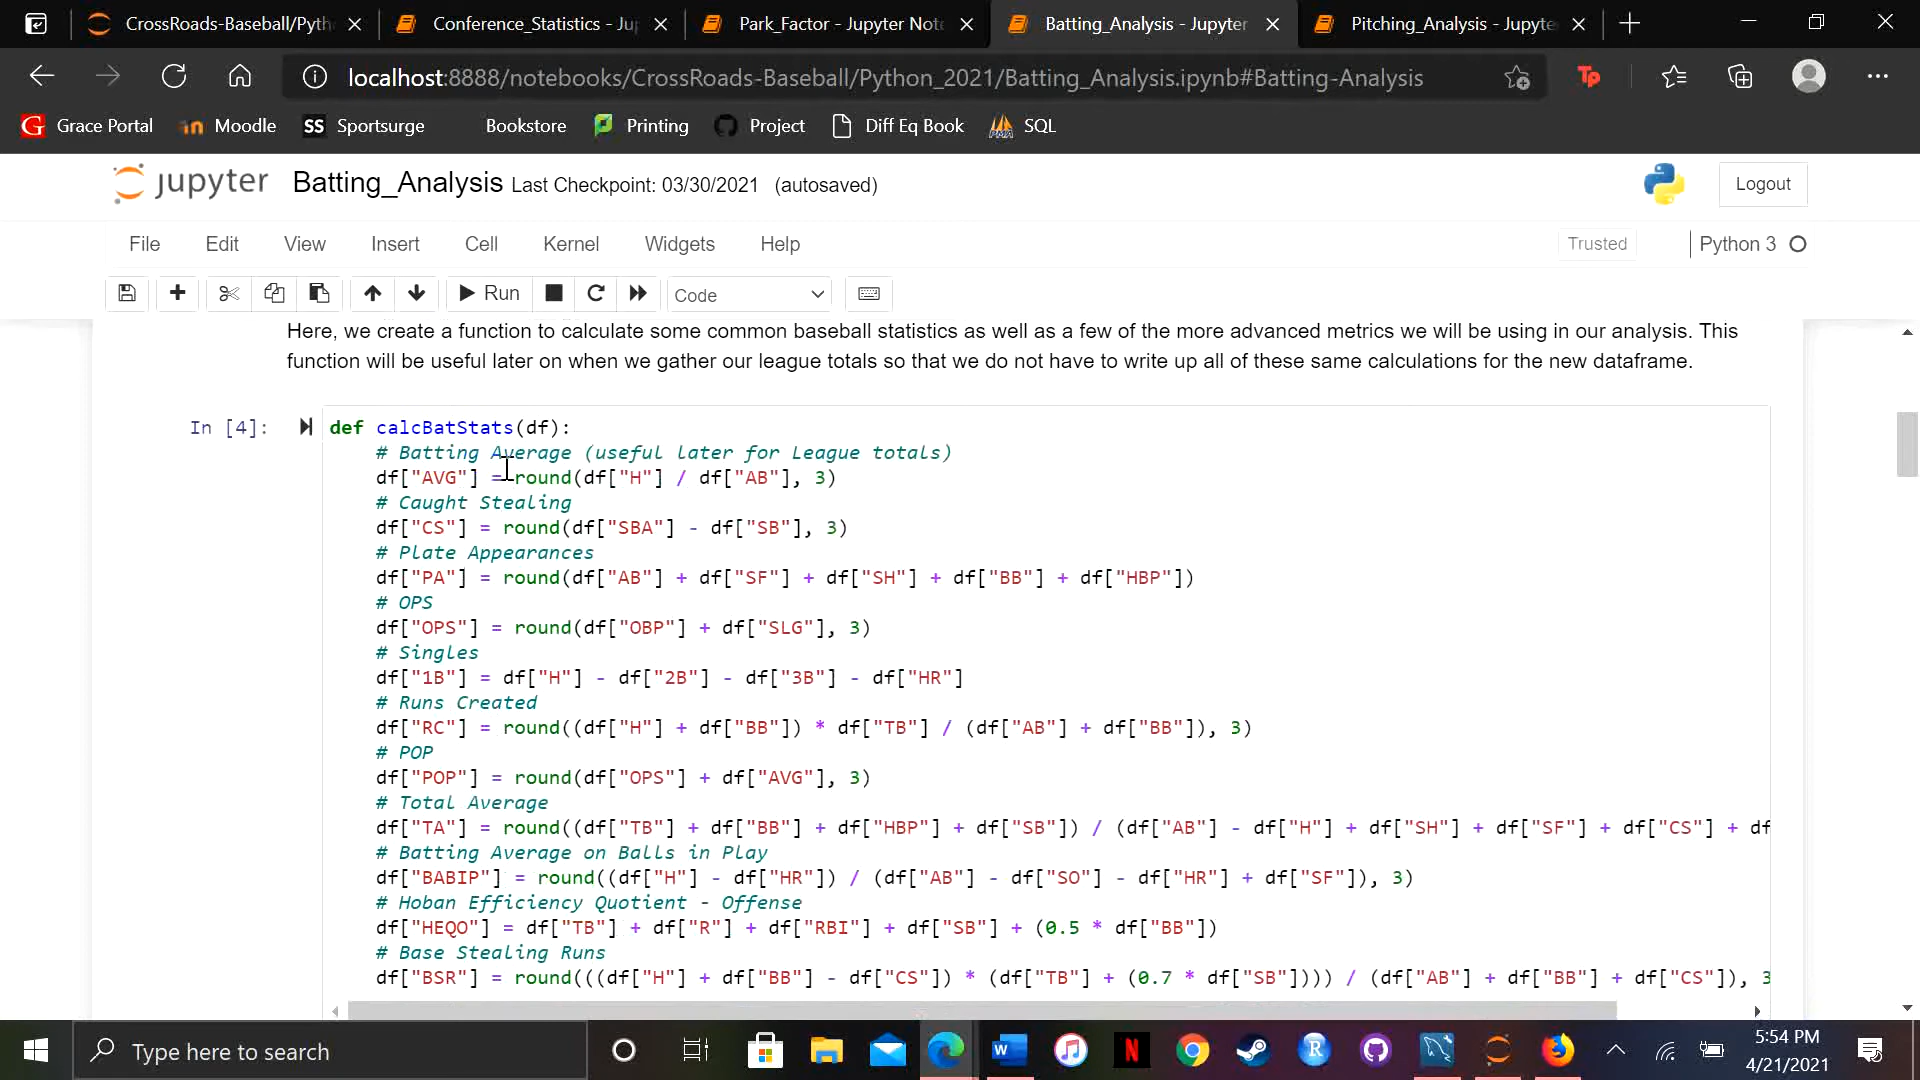 CrossRoads-Baseball/Pyth
Conference_Statistics - Ju
Park_Factor - Jupyter Note
Batting_Analysis - Jupyter
Pitching_Analysis - Jupyte
localhost:8888/notebooks/CrossRoads-Baseball/Python_2021/Batting_Analysis.ipynb#Batting-Analysis
Grace Portal
Moodle
SS Sportsurge
Bookstore
Printing
Project
Diff Eq Book
SQL
jupyter Batting_Analysis Last Checkpoint: 03/30/2021 (autosaved)
Logout
File Edit View Insert Cell Kernel Widgets Help
Trusted
Python 3
Run
Code
Here, we create a function to calculate some common baseball statistics as well as a few of the more advanced metrics we will be using in our analysis. This
function will be useful later on when we gather our league totals so that we do not have to write up all of these same calculations for the new dataframe.
In [4]:
def calcBatStats(df):
# Batting Average (useful later for League totals)
df["AVG"] = round(df["H"] / df["AB"], 3)
# Caught Stealing
df["CS"] = round(df["SBA"] - df["SB"], 3)
# Plate Appearances
df["PA"] = round(df["AB"] + df["SF"] + df["SH"] + df["BB"] + df["HBP"])
# OPS
df["OPS"] = round(df["OBP"] + df["SLG"], 3)
# Singles
df["1B"] = df["H"] - df["2B"] - df["3B"] - df["HR"]
# Runs Created
df["RC"] = round((df["H"] + df["BB"]) * df["TB"] / (df["AB"] + df["BB"]), 3)
# POP
df["POP"] = round(df["OPS"] + df["AVG"], 3)
# Total Average
df["TA"] = round((df["TB"] + df["BB"] + df["HBP"] + df["SB"]) / (df["AB"] - df["H"] + df["SH"] + df["SF"] + df["CS"] + df
# Batting Average on Balls in Play
df["BABIP"] = round((df["H"] - df["HR"]) / (df["AB"] - df["SO"] - df["HR"] + df["SF"]), 3)
# Hoban Efficiency Quotient - Offense
df["HEQO"] = df["TB"] + df["R"] + df["RBI"] + df["SB"] + (0.5 * df["BB"])
# Base Stealing Runs
df["BSR"] = round(((df["H"] + df["BB"] - df["CS"]) * (df["TB"] + (0.7 * df["SB"]))) / (df["AB"] + df["BB"] + df["CS"]), 3
Type here to search
5:54 PM
4/21/2021